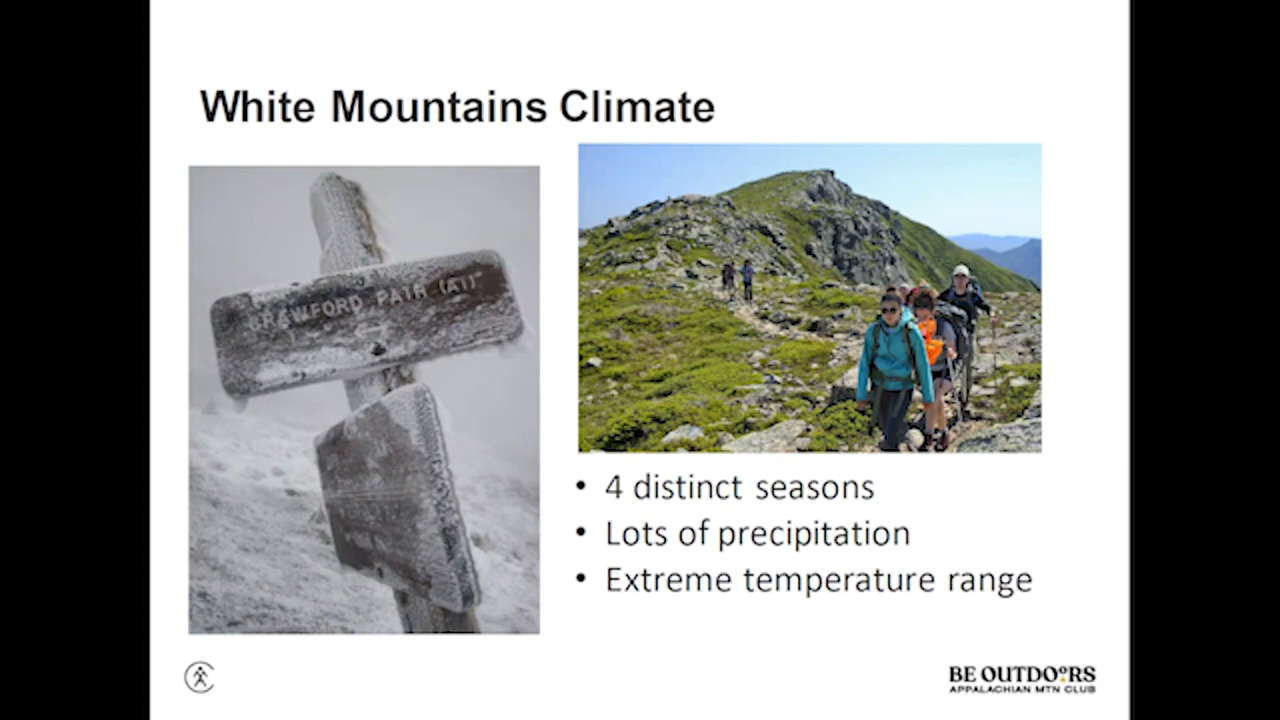 White Mountains Climate
CRAWFORD PATH (AT)
• 4 distinct seasons
• Lots of precipitation
• Extreme temperature range
BE OUTDOORS
APPALACHIAN MTN CLUB